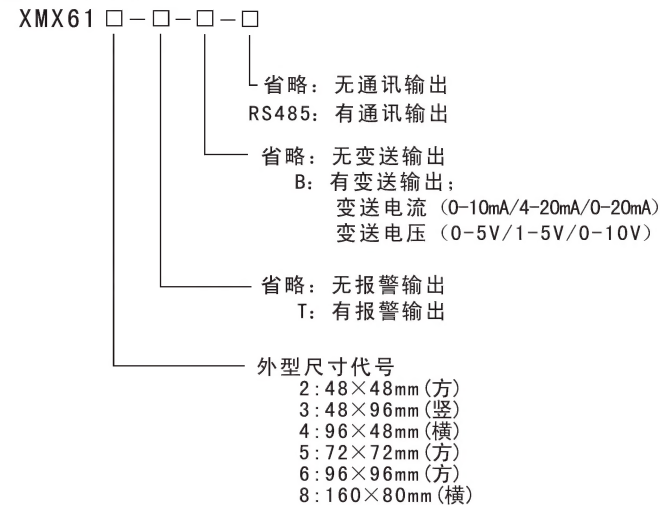 XMX61□-□-□-□
省略：无通讯输出
RS485：有通讯输出
省略：无变送输出
B：有变送输出；
变送电流（0-10mA/4-20mA/0-20mA）
变送电压（0-5V/1-5V/0-10V）
省略：无报警输出
T：有报警输出
外型尺寸代号
2:48×48mm(方)
3:48×96mm(竖)
4:96×48mm(横)
5:72×72mm(方)
6:96×96mm(方)
8:160×80mm(横)